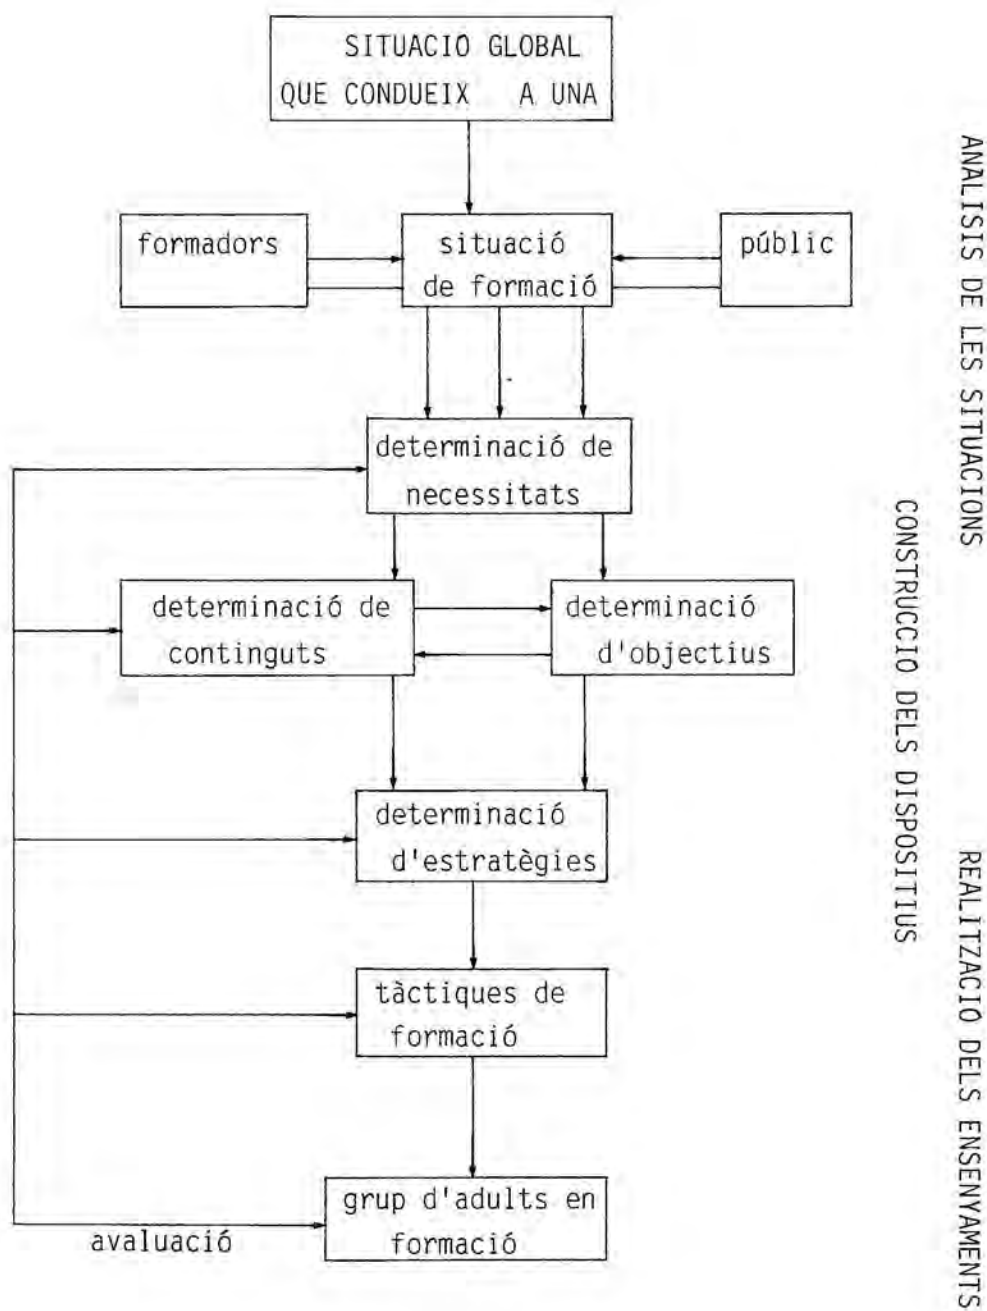 SITUACIO GLOBAL
QUE CONDUEIX A UNA
formadors
situació
de formació
públic
determinació de
necessitats
determinació de
continguts
determinació
d'objectius
determinació
d'estratègies
tàctiques de
formació
grup d'adults en
formació
avaluació
ANALISIS DE LES SITUACIONS
CONSTRUCCIO DELS DISPOSITIUS
REALITZACIO DELS ENSENYAMENTS